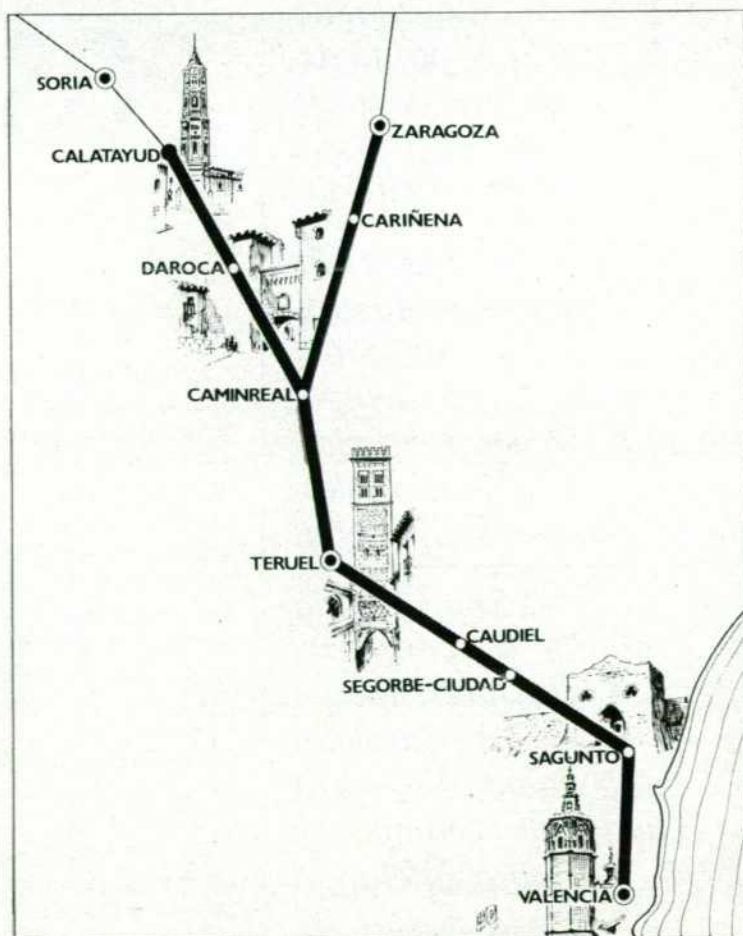 SORIA
ZARAGOZA
CALATAYUD
CARIÑENA
DAROCA
CAMINREAL
TERUEL
CAUDIEL
SEGORBE-CIUDAD
SAGUNTO
VALENCIA